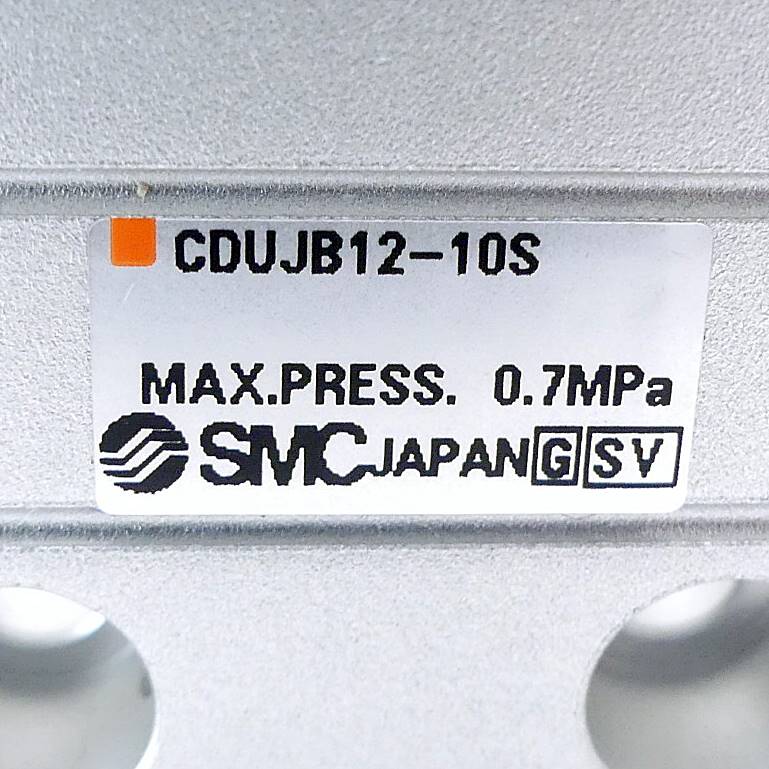 CDUJB12-10S
MAX.PRESS. 0.7MPa
SMC JAPAN G SV